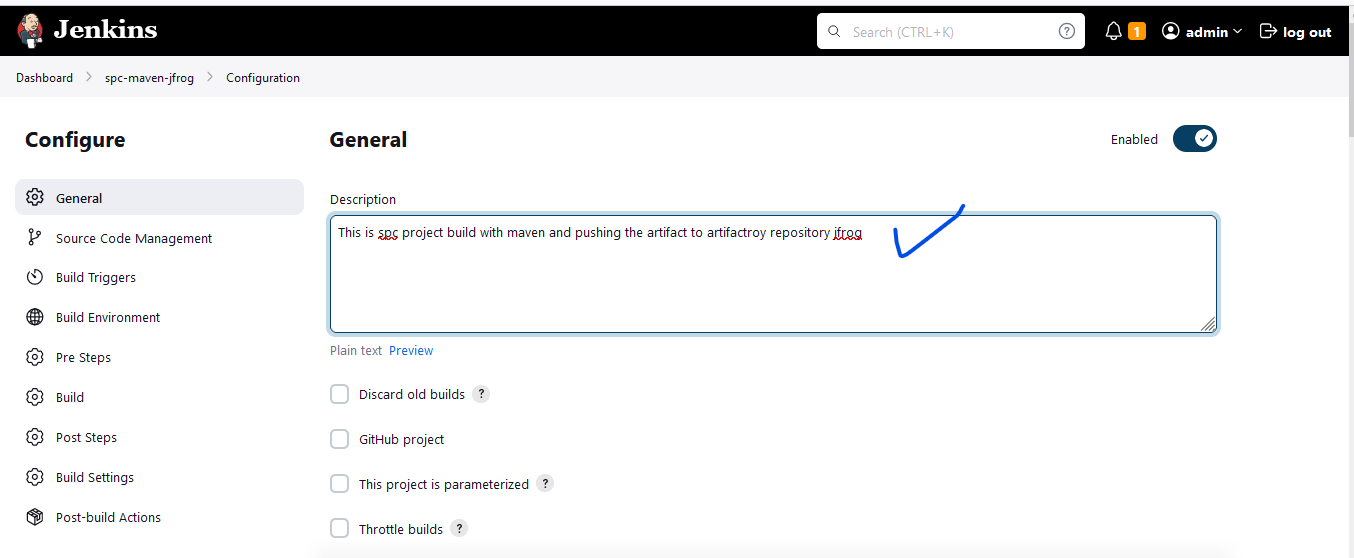 Jenkins
Search (CTRL+K) ?
1
admin
log out
Dashboard > spc-maven-jfrog > Configuration
Configure
General
Source Code Management
Build Triggers
Build Environment
Pre Steps
Build
Post Steps
Build Settings
Post-build Actions
General
Enabled
Description
This is spc project build with maven and pushing the artifact to artifactroy repository jfrog
Plain text Preview
Discard old builds ?
GitHub project
This project is parameterized ?
Throttle builds ?